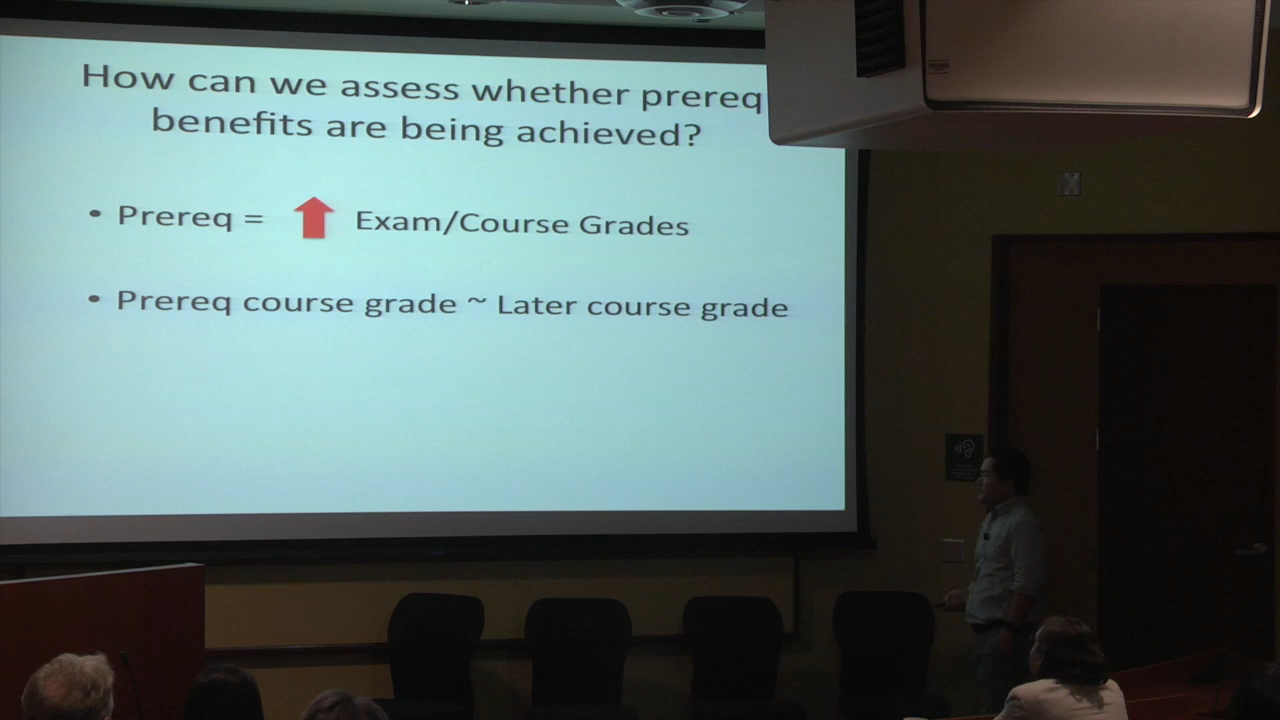 How can we assess whether prereq
benefits are being achieved?
• Prereq = Exam/Course Grades
• Prereq course grade ~ Later course grade